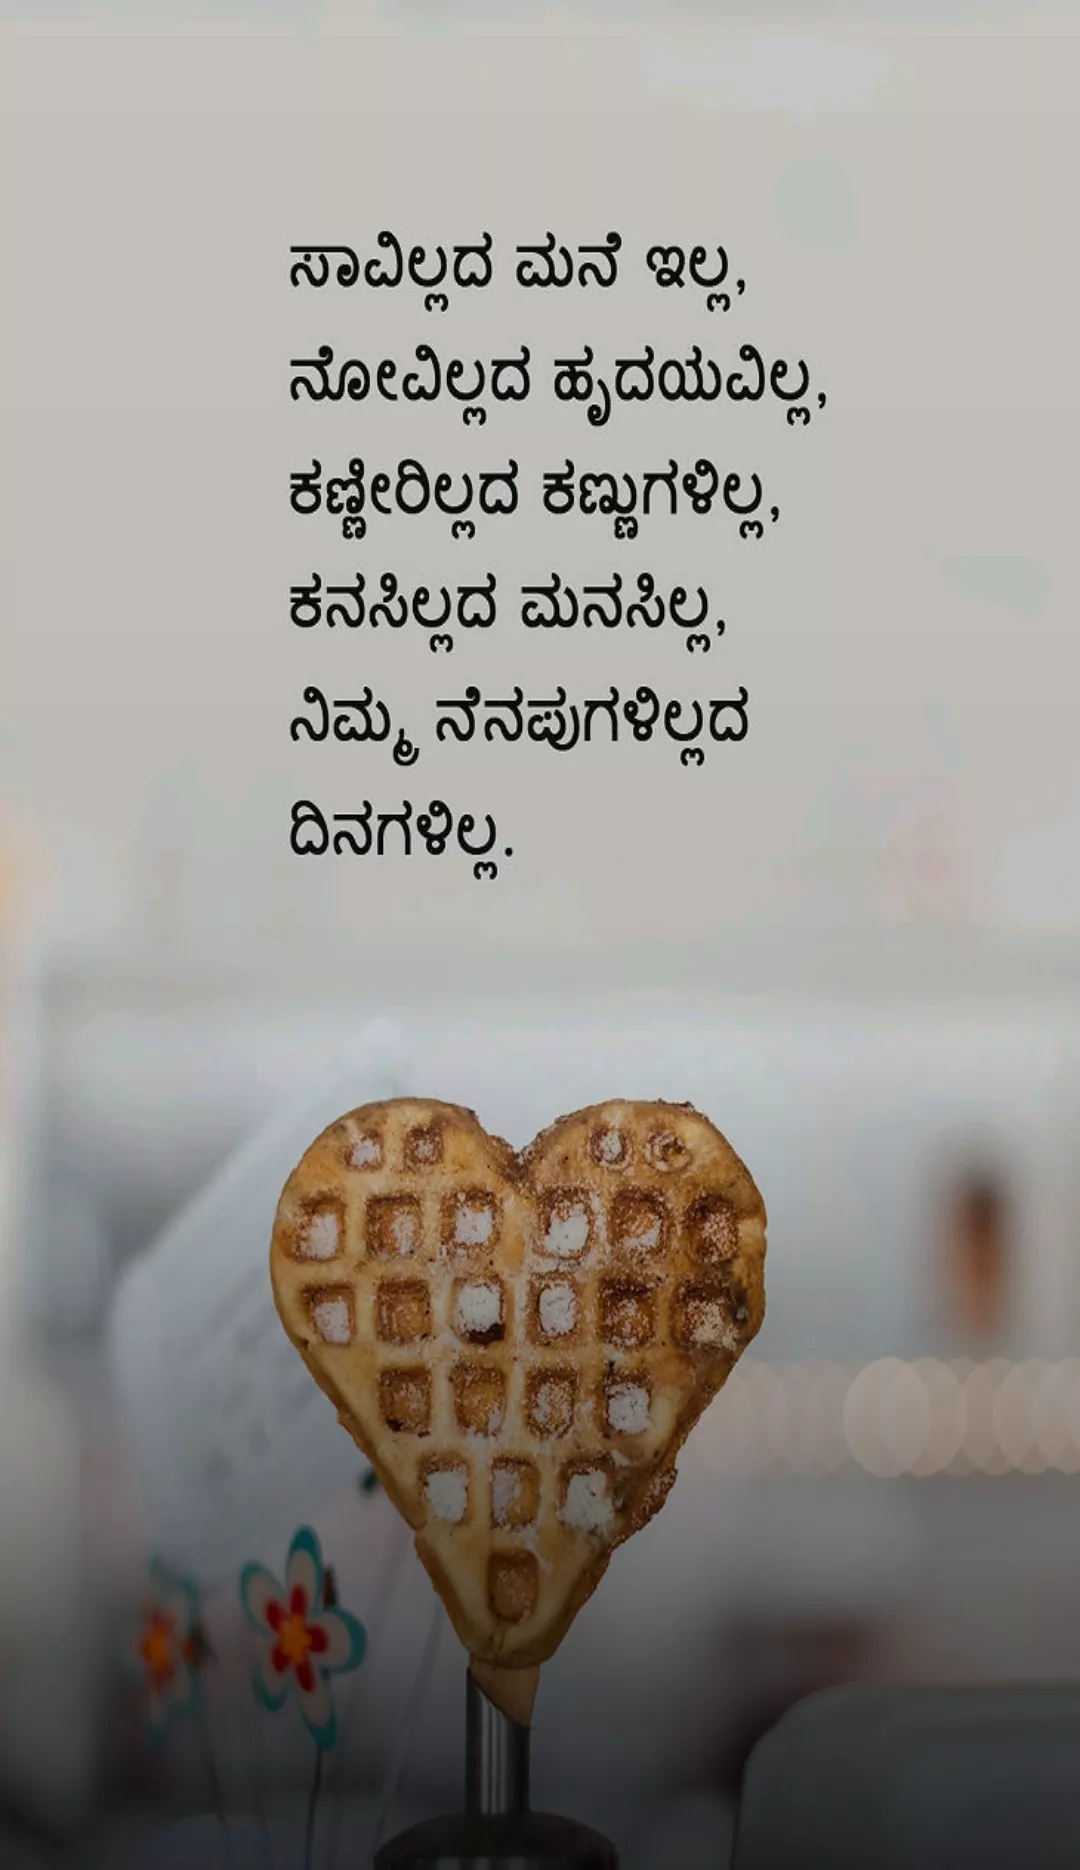 ಸಾವಿಲ್ಲದ ಮನೆ ಇಲ್ಲ,
ನೋವಿಲ್ಲದ ಹೃದಯವಿಲ್ಲ,
ಕಣ್ಣೀರಿಲ್ಲದ ಕಣ್ಣುಗಳಿಲ್ಲ,
ಕನಸಿಲ್ಲದ ಮನಸಿಲ್ಲ,
ನಿಮ್ಮ ನೆನಪುಗಳಿಲ್ಲದ
ದಿನಗಳಿಲ್ಲ.